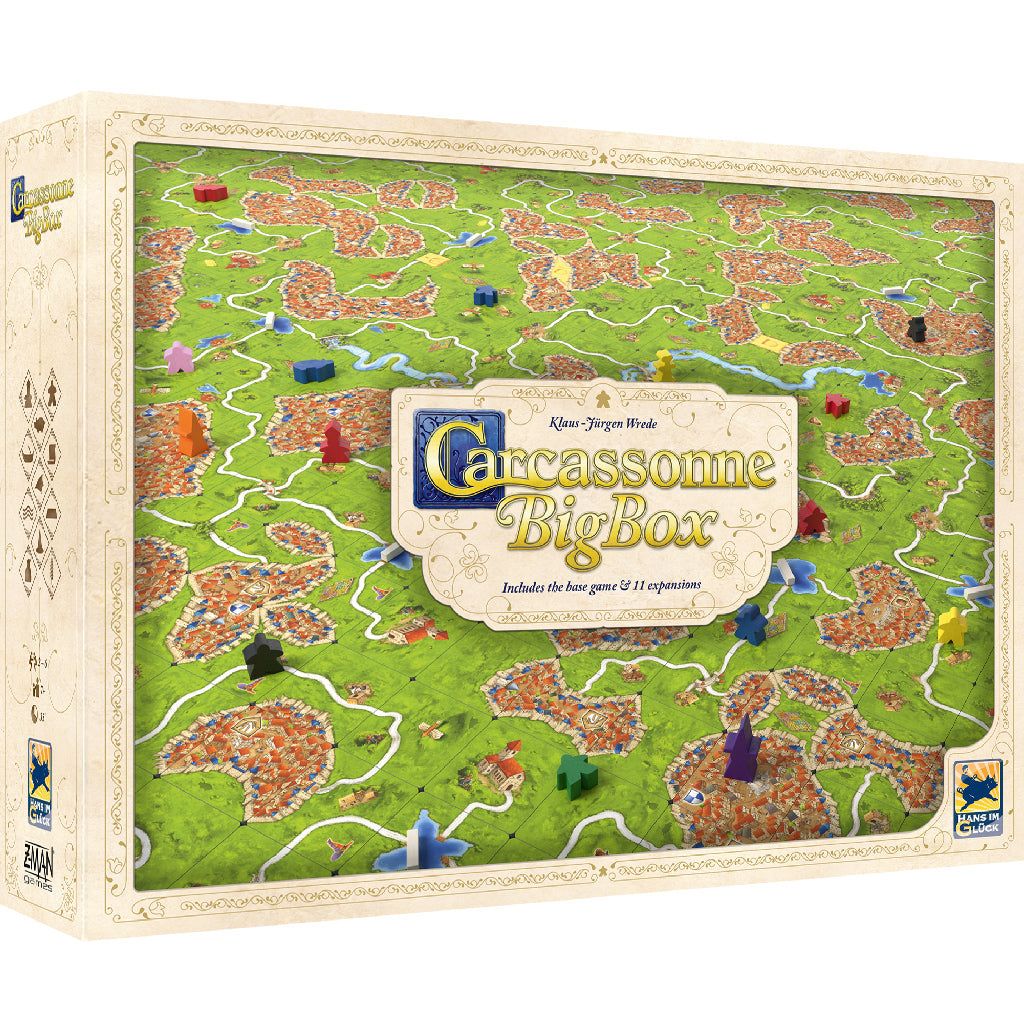 Carcassonne
Big Box
Z-MAN
games
HANS IM
GLÜCK
Klaus-Jürgen Wrede
Carcassonne
Big Box
Includes the base game & 11 expansions
HANS IM
GLÜCK